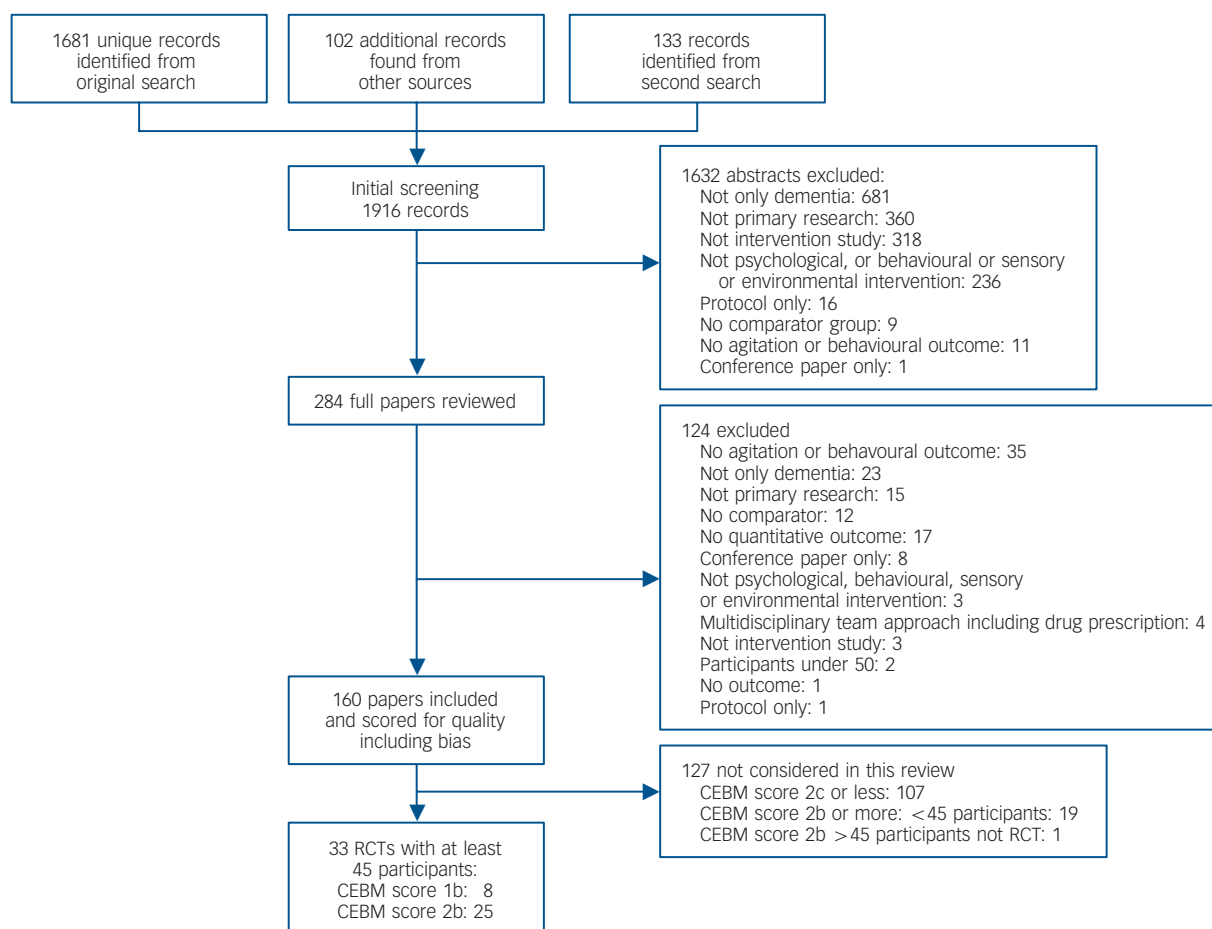 1681 unique records
identified from
original search
102 additional records
found from
other sources
133 records
identified from
second search
Initial screening
1916 records
1632 abstracts excluded:
Not only dementia: 681
Not primary research: 360
Not intervention study: 318
Not psychological, or behavioural or sensory
or environmental intervention: 236
Protocol only: 16
No comparator group: 9
No agitation or behavioural outcome: 11
Conference paper only: 1
284 full papers reviewed
124 excluded
No agitation or behavoural outcome: 35
Not only dementia: 23
Not primary research: 15
No comparator: 12
No quantitative outcome: 17
Conference paper only: 8
Not psychological, behavioural, sensory
or environmental intervention: 3
Multidisciplinary team approach including drug prescription: 4
Not intervention study: 3
Participants under 50: 2
No outcome: 1
Protocol only: 1
160 papers included
and scored for quality
including bias
127 not considered in this review
CEBM score 2c or less: 107
CEBM score 2b or more: <45 participants: 19
CEBM score 2b >45 participants not RCT: 1
33 RCTs with at least
45 participants:
CEBM score 1b: 8
CEBM score 2b: 25